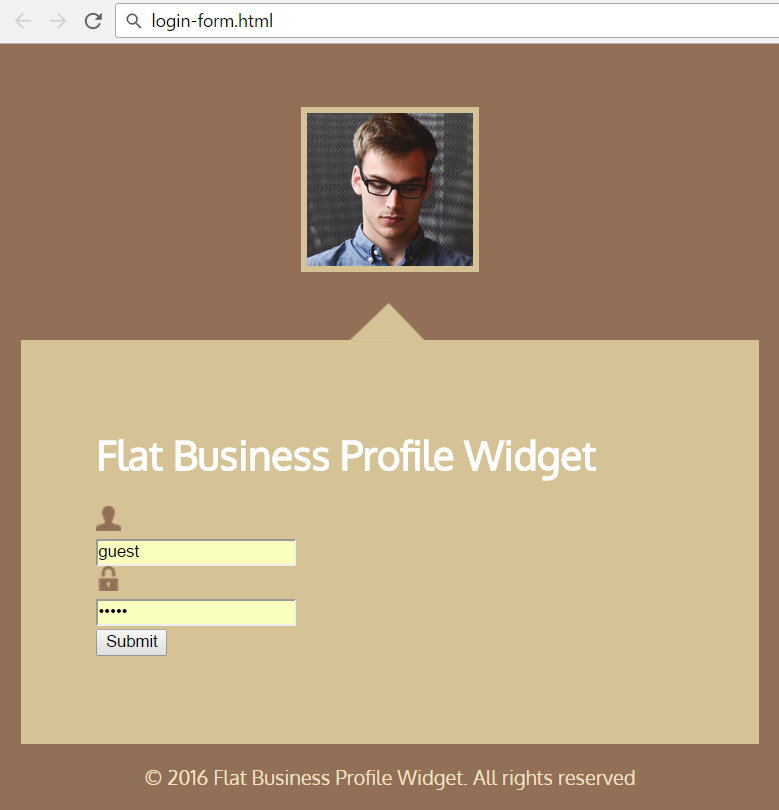 login-form.html
Flat Business Profile Widget
guest
•••••
Submit
© 2016 Flat Business Profile Widget. All rights reserved